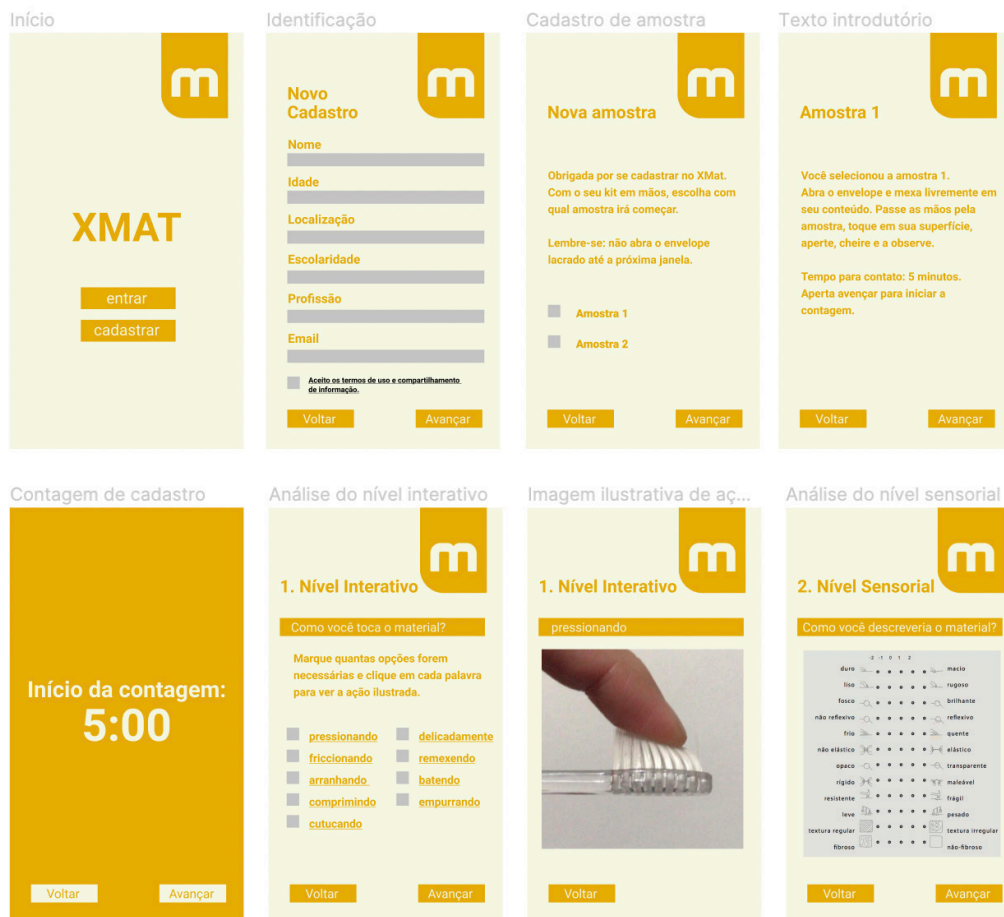 Início
m
XMAT
entrar
cadastrar
Identificação
m
Novo
Cadastro
Nome
Idade
Localização
Escolaridade
Profissão
Email
Aceito os termos de uso e compartilhamento
de informação.
Voltar
Avançar
Cadastro de amostra
m
Nova amostra
Obrigada por se cadastrar no XMat.
Com o seu kit em mãos, escolha com
qual amostra irá começar.
Lembre-se: não abra o envelope
lacrado até a próxima janela.
Amostra 1
Amostra 2
Voltar
Avançar
Texto introdutório
m
Amostra 1
Você selecionou a amostra 1.
Abra o envelope e mexa livremente em
seu conteúdo. Passe as mãos pela
amostra, toque em sua superfície,
aperte, cheire e a observe.
Tempo para contato: 5 minutos.
Aperta avençar para iniciar a
contagem.
Voltar
Avançar
Contagem de cadastro
Início da contagem:
5:00
Voltar
Avançar
Análise do nível interativo
m
1. Nível Interativo
Como você toca o material?
Marque quantas opções forem
necessárias e clique em cada palavra
para ver a ação ilustrada.
pressionando delicadamente
friccionando remexendo
arranhando batendo
comprimindo empurrando
cutucando
Voltar
Avançar
Imagem ilustrativa de aç...
m
1. Nível Interativo
pressionando
Voltar
Análise do nível sensorial
m
2. Nível Sensorial
Como você descreveria o material?
-2 -1 0 1 2
duro macio
liso rugoso
fosco brilhante
não reflexivo reflexivo
frio quente
não elástico elástico
opaco transparente
rígido maleável
resistente frágil
leve pesado
textura regular textura irregular
fibroso não-fibroso
Voltar
Avançar